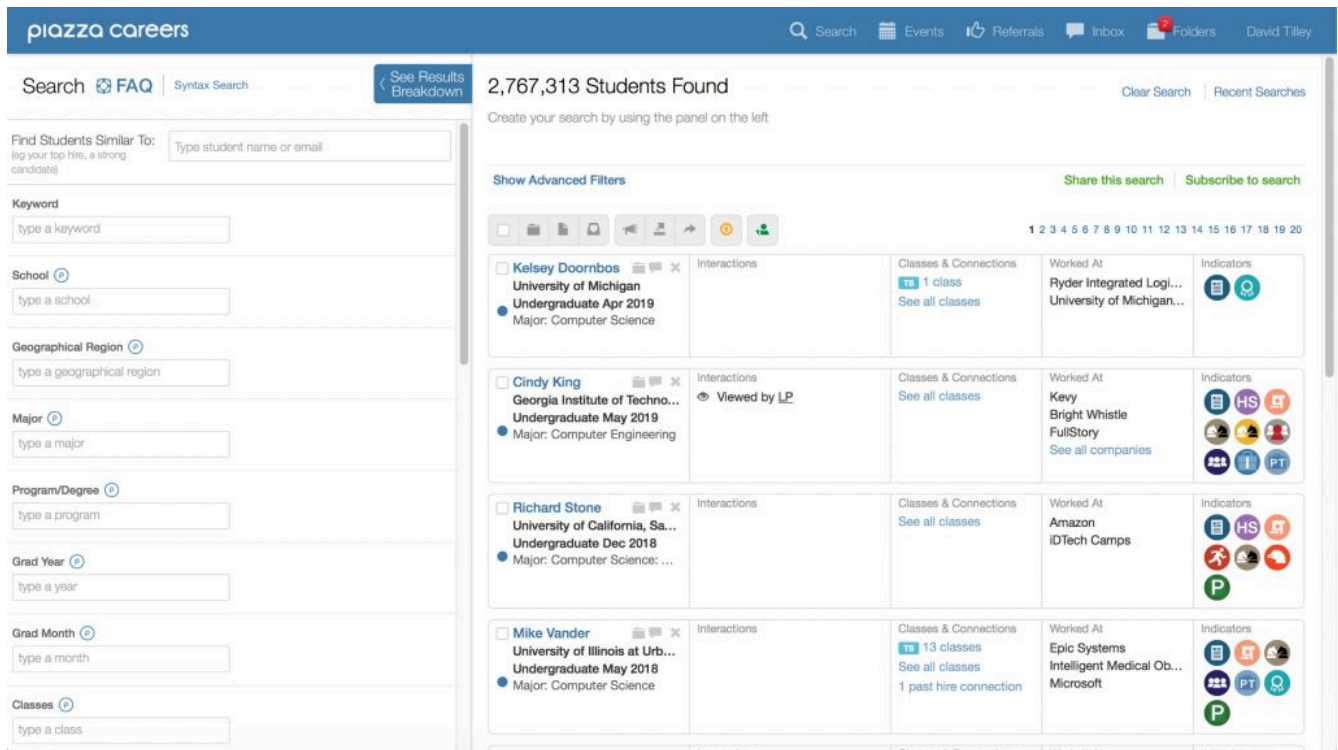 piazza careers
Search
Events
Referrals
Inbox
2
Folders
David Tilley
Search
FAQ
Syntax Search
See Results
Breakdown
Find Students Similar To:
(eg your top hire, a strong
candidate)
Type student name or email
Keyword
type a keyword
School P
type a school
Geographical Region P
type a geographical region
Major P
type a major
Program/Degree P
type a program
Grad Year P
type a year
Grad Month P
type a month
Classes P
type a class
2,767,313 Students Found
Clear Search
Recent Searches
Create your search by using the panel on the left
Show Advanced Filters
Share this search
Subscribe to search
1 2 3 4 5 6 7 8 9 10 11 12 13 14 15 16 17 18 19 20
Kelsey Doornbos
University of Michigan
Undergraduate Apr 2019
Major: Computer Science
Interactions
Classes & Connections
TS 1 class
See all classes
Worked At
Ryder Integrated Logi...
University of Michigan...
Indicators
Cindy King
Georgia Institute of Techno...
Undergraduate May 2019
Major: Computer Engineering
Interactions
Viewed by LP
Classes & Connections
See all classes
Worked At
Kevy
Bright Whistle
FullStory
See all companies
Indicators
HS
I
PT
Richard Stone
University of California, Sa...
Undergraduate Dec 2018
Major: Computer Science: ...
Interactions
Classes & Connections
See all classes
Worked At
Amazon
iDTech Camps
Indicators
HS
P
Mike Vander
University of Illinois at Urb...
Undergraduate May 2018
Major: Computer Science
Interactions
Classes & Connections
TS 13 classes
See all classes
1 past hire connection
Worked At
Epic Systems
Intelligent Medical Ob...
Microsoft
Indicators
PT
P